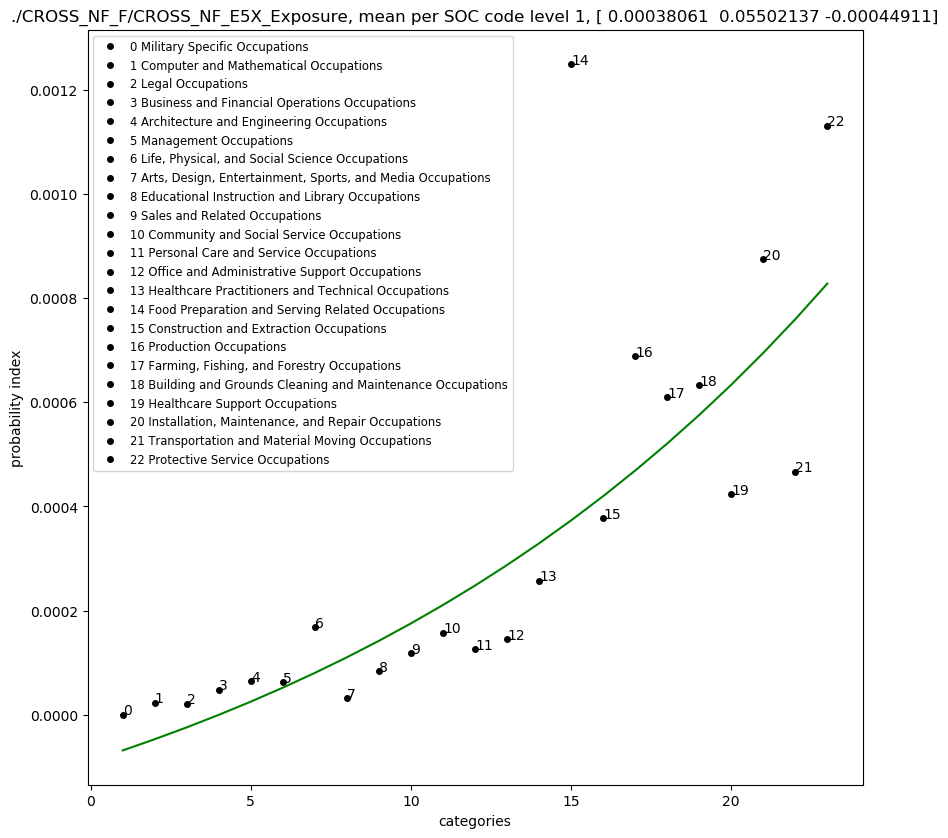 ./CROSS_NF_F/CROSS_NF_E5X_Exposure, mean per SOC code level 1, [ 0.00038061  0.05502137 -0.00044911]
0 Military Specific Occupations
1 Computer and Mathematical Occupations
2 Legal Occupations
3 Business and Financial Operations Occupations
4 Architecture and Engineering Occupations
5 Management Occupations
6 Life, Physical, and Social Science Occupations
7 Arts, Design, Entertainment, Sports, and Media Occupations
8 Educational Instruction and Library Occupations
9 Sales and Related Occupations
10 Community and Social Service Occupations
11 Personal Care and Service Occupations
12 Office and Administrative Support Occupations
13 Healthcare Practitioners and Technical Occupations
14 Food Preparation and Serving Related Occupations
15 Construction and Extraction Occupations
16 Production Occupations
17 Farming, Fishing, and Forestry Occupations
18 Building and Grounds Cleaning and Maintenance Occupations
19 Healthcare Support Occupations
20 Installation, Maintenance, and Repair Occupations
21 Transportation and Material Moving Occupations
22 Protective Service Occupations
probability index
0.0012
0.0010
0.0008
0.0006
0.0004
0.0002
0.0000
0
1
2
3
4
5
6
7
8
9
10
11
12
13
14
15
16
17
18
19
20
21
22
0
5
10
15
20
categories